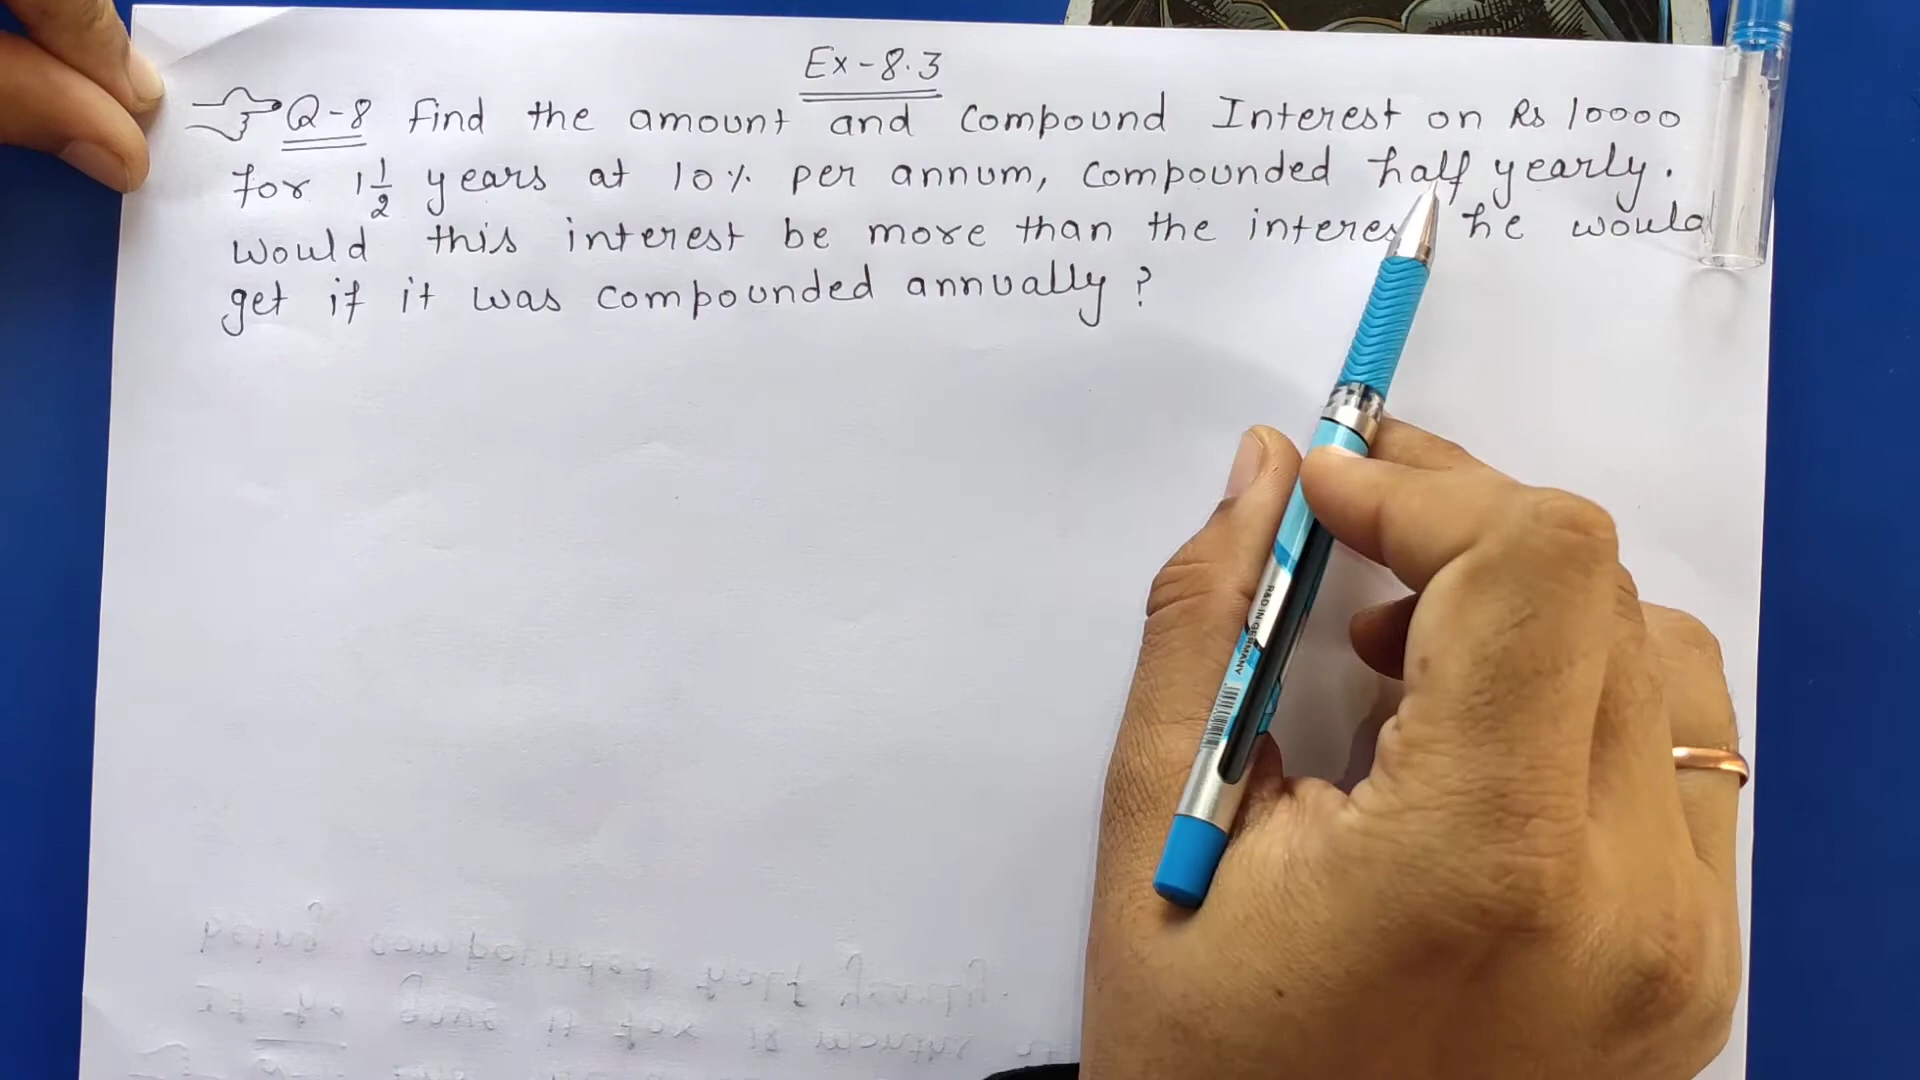 Ex-8.3
Q-8 Find the amount and compound Interest on Rs 10000
for 1 1/2 years at 10% per annum, compounded half yearly.
would this interest be more than the interest he would
get if it was compounded annually?
R&D IN GERMANY